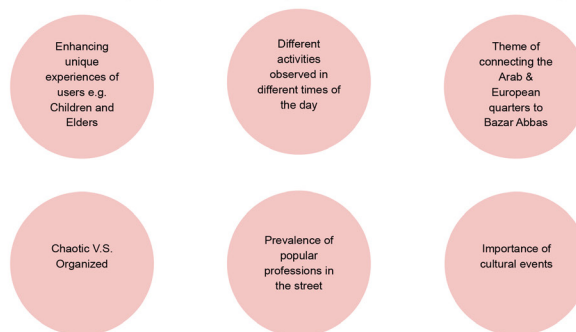 Enhancing
unique
experiences of
users e.g.
Children and
Elders
Different
activities
observed in
different times of
the day
Theme of
connecting the
Arab &
European
quarters to
Bazar Abbas
Chaotic V.S.
Organized
Prevalence of
popular
professions in
the street
Importance of
cultural events